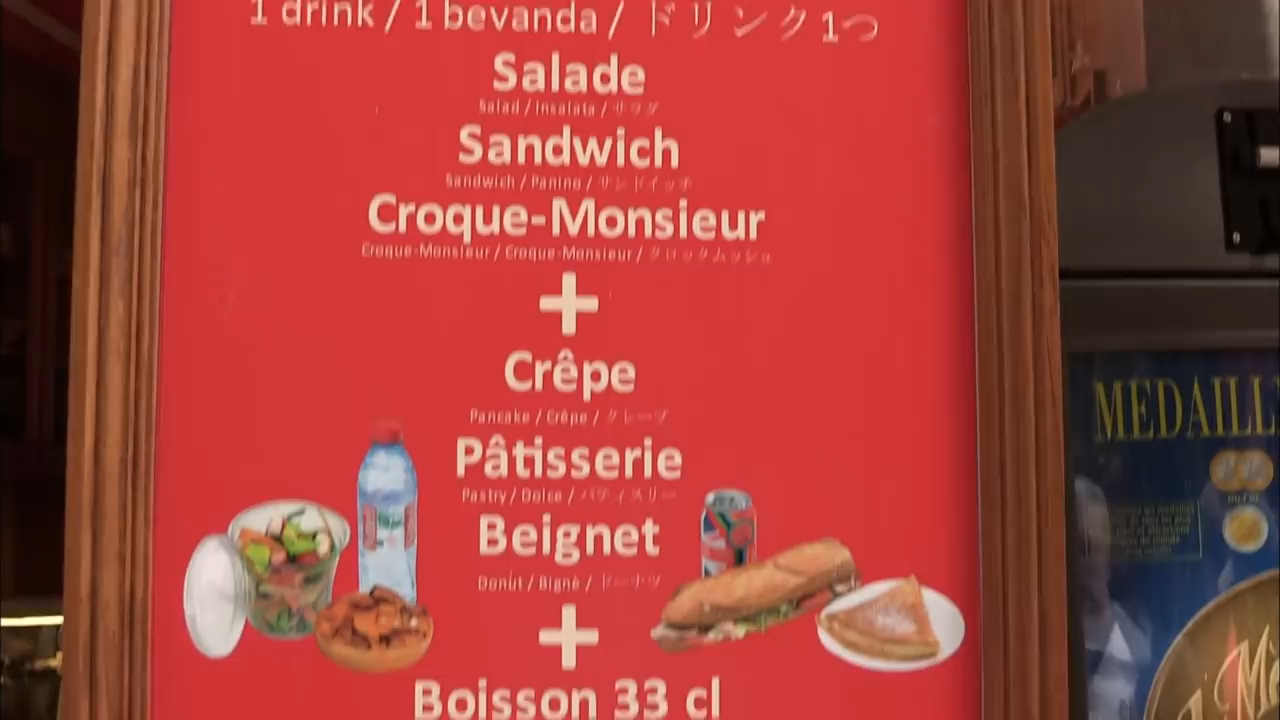 1 drink / 1 bevanda / ドリンク1つ
Salade
Salad / Insalata / サラダ
Sandwich
Sandwich / Panino / サンドイッチ
Croque-Monsieur
Croque-Monsieur / Croque-Monsieur / クロックムッシュ
+
Crêpe
Pancake / Crêpe / クレープ
Pâtisserie
Pastry / Dolce / パティスリー
Beignet
Donut / Bignè / ドーナツ
+
Boisson 33 cl
MEDAILL